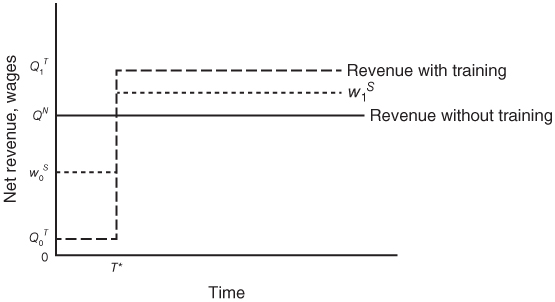 Net revenue, wages
Q₁ᵀ
Revenue with training
w₁ˢ
Qᴺ
Revenue without training
w₀ˢ
Q₀ᵀ
0
T*
Time